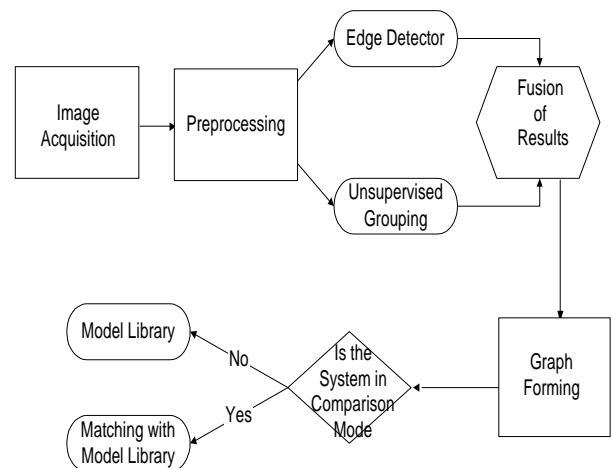 Image
Acquisition
Preprocessing
Edge Detector
Unsupervised
Grouping
Fusion
of
Results
Graph
Forming
Is the
System in
Comparison
Mode
No
Yes
Model Library
Matching with
Model Library